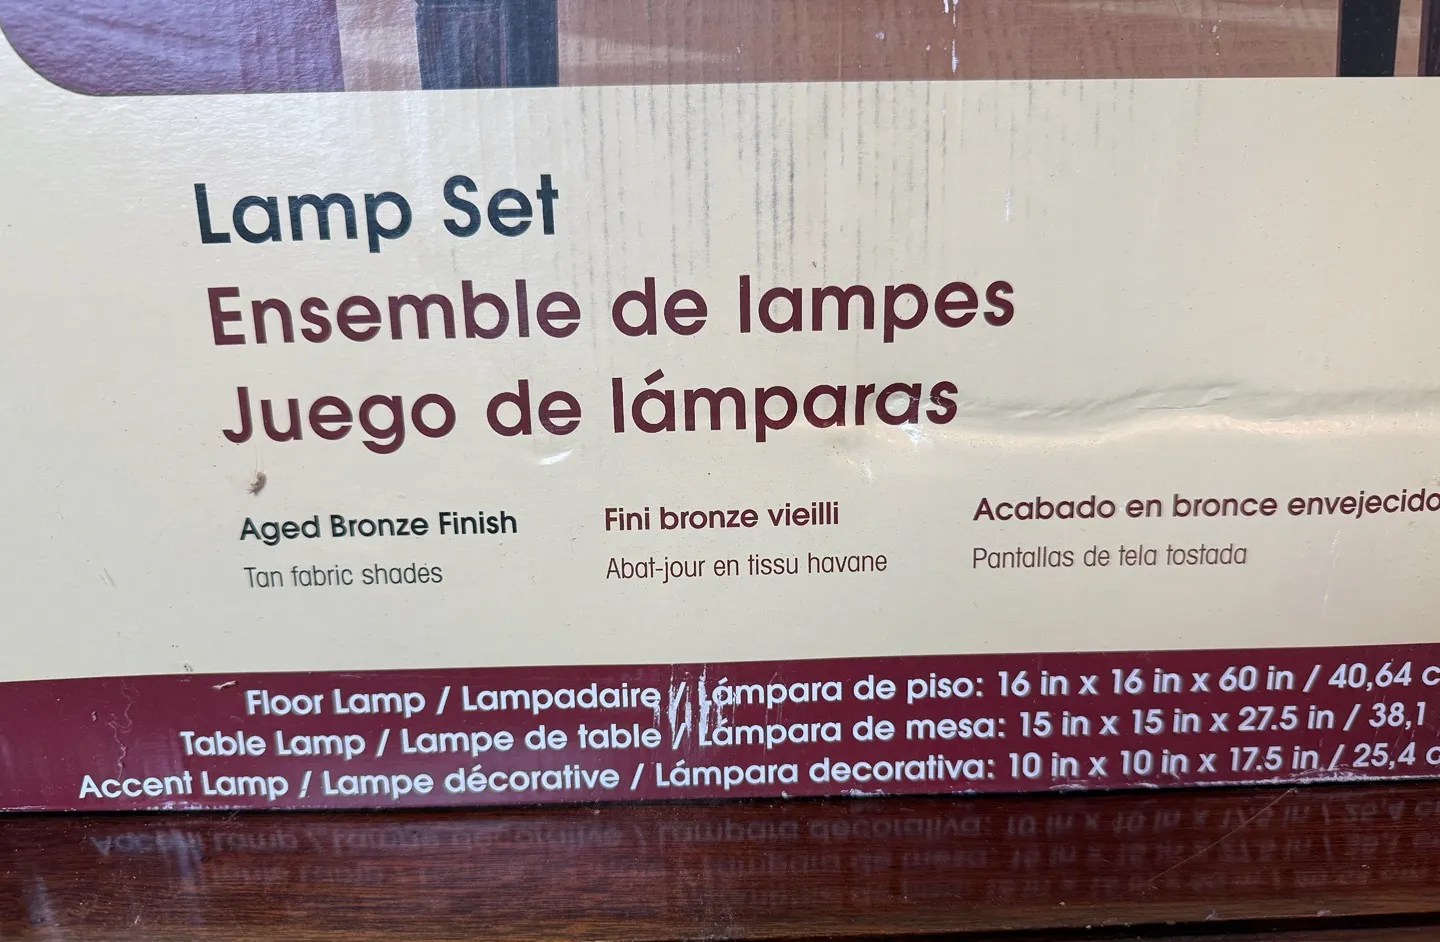 Lamp Set
Ensemble de lampes
Juego de lámparas
Aged Bronze Finish
Tan fabric shades
Fini bronze vieilli
Abat-jour en tissu havane
Acabado en bronce envejecido
Pantallas de tela tostada
Floor Lamp / Lampadaire / Lámpara de piso: 16 in x 16 in x 60 in / 40,64 c
Table Lamp / Lampe de table / Lámpara de mesa: 15 in x 15 in x 27.5 in / 38,1
Accent Lamp / Lampe décorative / Lámpara decorativa: 10 in x 10 in x 17.5 in / 25,4 c